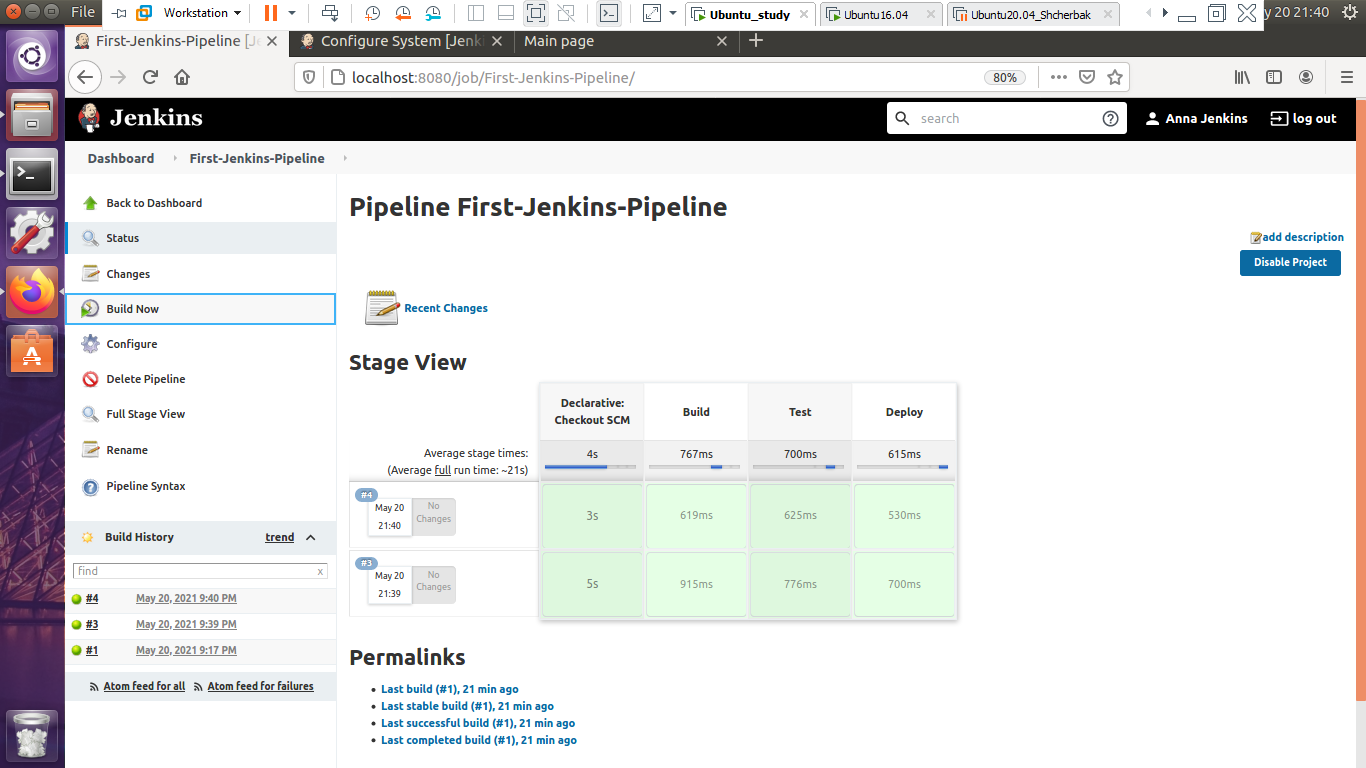 File
Workstation
Ubuntu_study
Ubuntu16.04
Ubuntu20.04_Shcherbak
y 20 21:40
First-Jenkins-Pipeline [Je
Configure System [Jenki
Main page
localhost:8080/job/First-Jenkins-Pipeline/
80%
Jenkins
search
Anna Jenkins
log out
Dashboard
First-Jenkins-Pipeline
Back to Dashboard
Status
Changes
Build Now
Configure
Delete Pipeline
Full Stage View
Rename
Pipeline Syntax
Build History
trend
find
x
#4 May 20, 2021 9:40 PM
#3 May 20, 2021 9:39 PM
#1 May 20, 2021 9:17 PM
Atom feed for all
Atom feed for failures
Pipeline First-Jenkins-Pipeline
add description
Disable Project
Recent Changes
Stage View
Declarative:
Checkout SCM
Build
Test
Deploy
Average stage times:
(Average full run time: ~21s)
4s
767ms
700ms
615ms
#4
May 20
21:40
No
Changes
3s
619ms
625ms
530ms
#3
May 20
21:39
No
Changes
5s
915ms
776ms
700ms
Permalinks
Last build (#1), 21 min ago
Last stable build (#1), 21 min ago
Last successful build (#1), 21 min ago
Last completed build (#1), 21 min ago